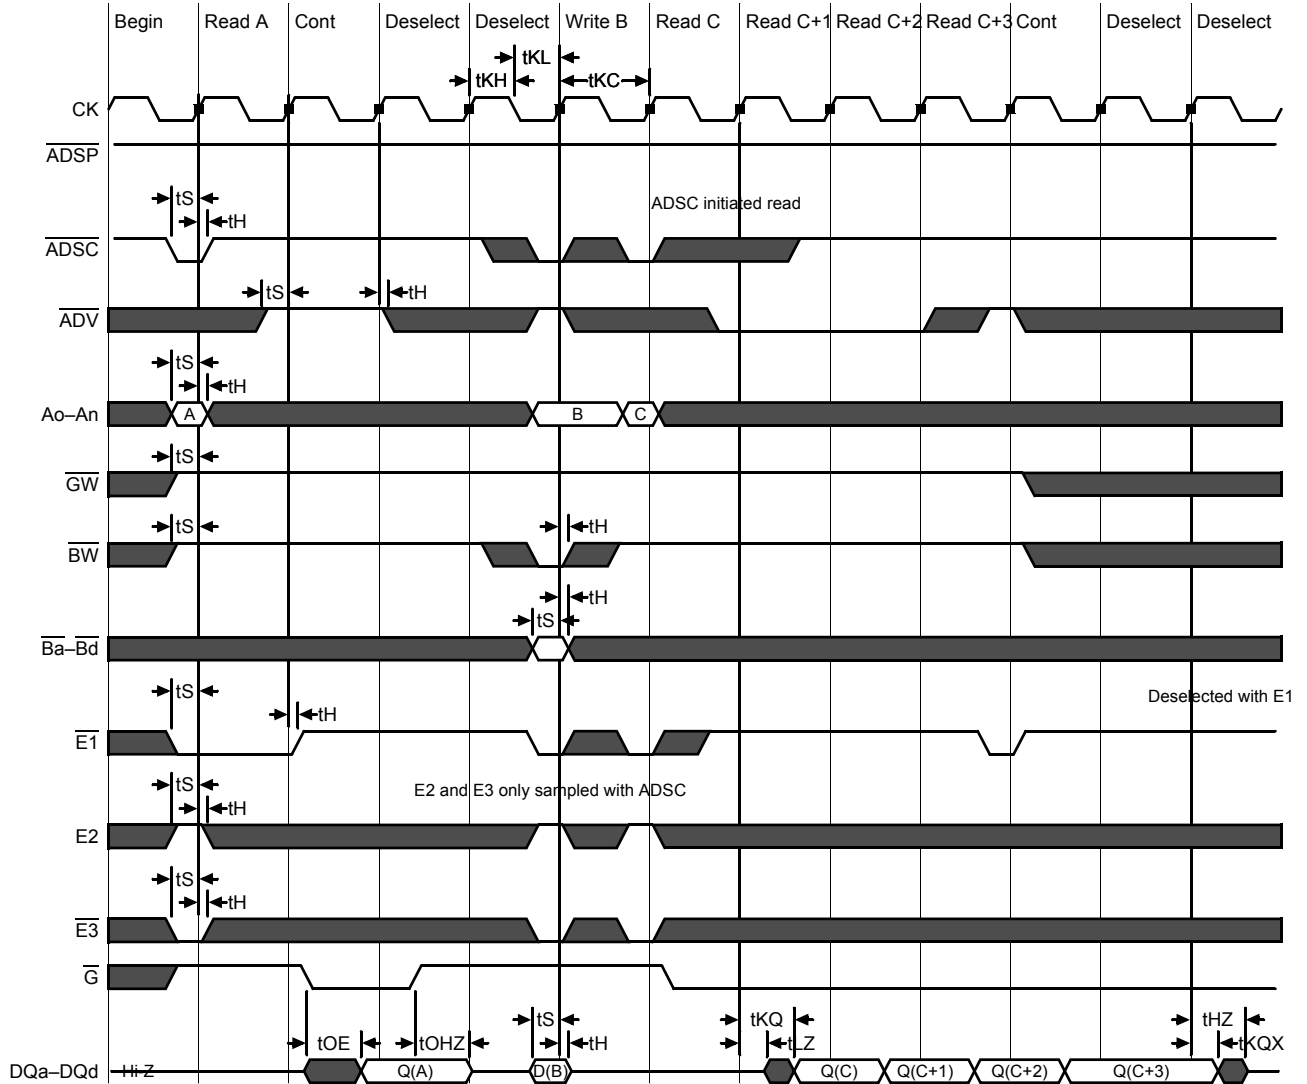 Begin Read A Cont Deselect Deselect Write B Read C Read C+1 Read C+2 Read C+3 Cont Deselect Deselect
tKL
tKH tKC
CK
ADSP
tS ADSC initiated read
tH
ADSC
tS tH
ADV
tS
tH
Ao–An A B C
tS
GW
tS tH
BW
tH
tS
Ba–Bd
tS Deselected with E1
tH
E1
tS E2 and E3 only sampled with ADSC
tH
E2
tS
tH
E3
G
tS tKQ tHZ
tOE tOHZ tH tLZ tKQX
DQa–DQd Hi-Z Q(A) D(B) Q(C) Q(C+1) Q(C+2) Q(C+3)